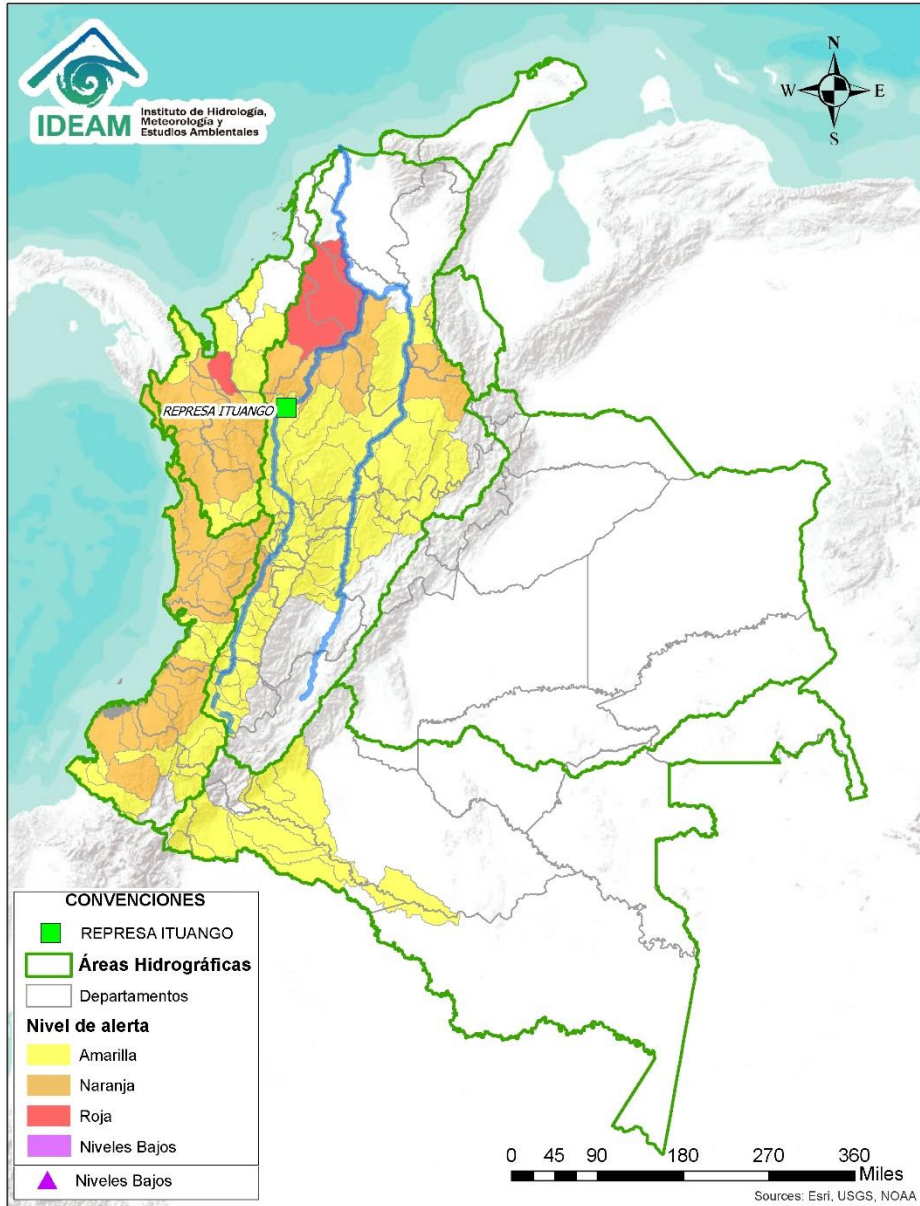 IDEAM
Instituto de Hidrología,
Meteorología y
Estudios Ambientales
N
W
E
S
REPRESA ITUANGO
CONVENCIONES
REPRESA ITUANGO
Áreas Hidrográficas
Departamentos
Nivel de alerta
Amarilla
Naranja
Roja
Niveles Bajos
Niveles Bajos
0 45 90 180 270 360
Miles
Sources: Esri, USGS, NOAA